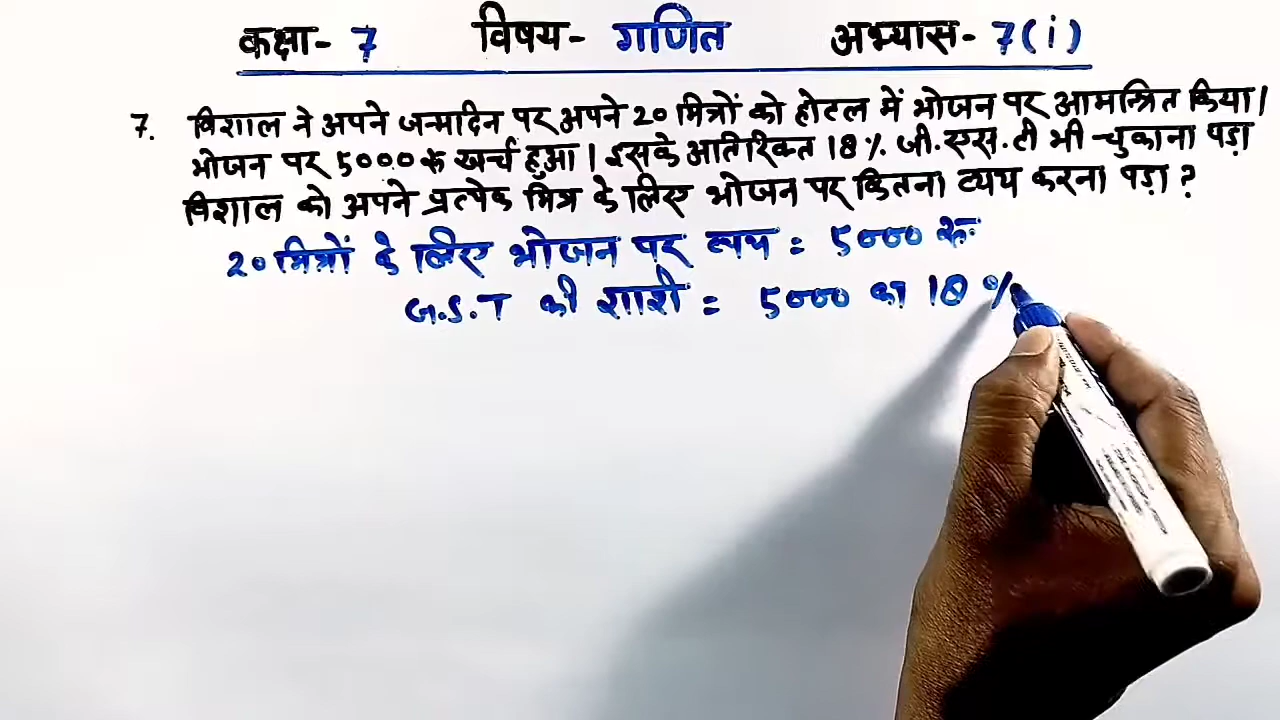 कक्षा- 7 विषय- गणित अभ्यास- 7(i)
7. विशाल ने अपने जन्मदिन पर अपने 20 मित्रों को होटल में भोजन पर आमन्त्रित किया।
भोजन पर 5000 रु खर्च हुआ। इसके अतिरिक्त 18% जी.एस.टी भी चुकाना पड़ा
विशाल को अपने प्रत्येक मित्र के लिए भोजन पर कितना व्यय करना पड़ा?
20 मित्रों के लिए भोजन पर व्यय = 5000 रु
G.S.T की राशी = 5000 का 18 %